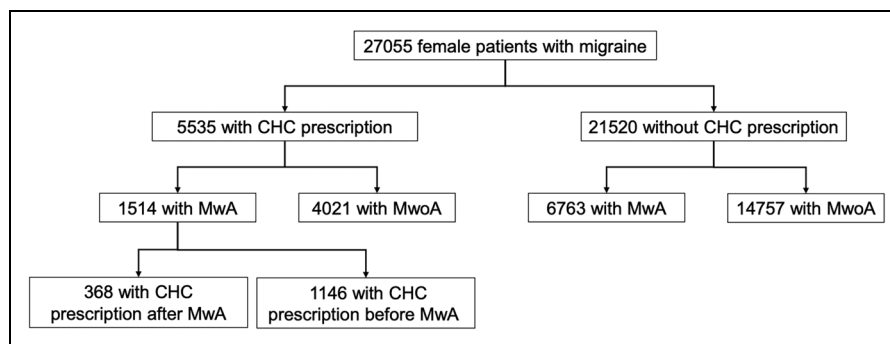 27055 female patients with migraine
5535 with CHC prescription
21520 without CHC prescription
1514 with MwA
4021 with MwoA
6763 with MwA
14757 with MwoA
368 with CHC
prescription after MwA
1146 with CHC
prescription before MwA